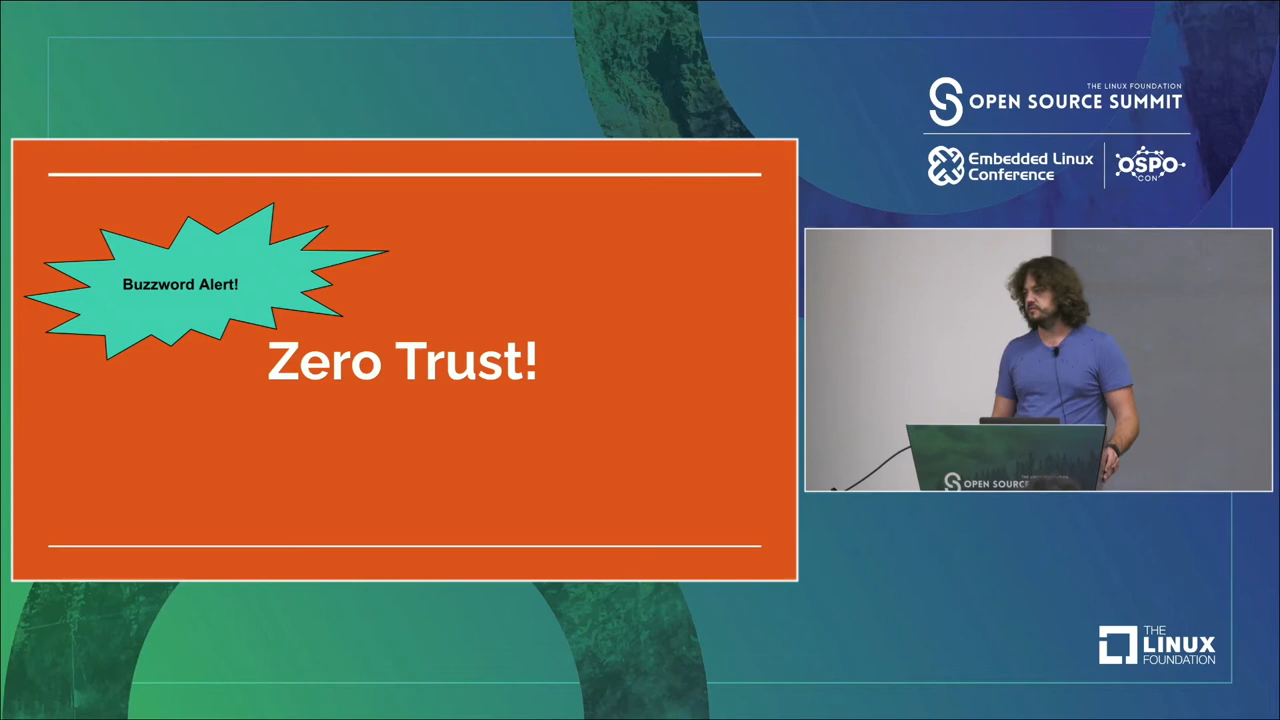 THE LINUX FOUNDATION
OPEN SOURCE SUMMIT
Embedded Linux
Conference
OSPO
CON
Buzzword Alert!
Zero Trust!
OPEN SOURCE
THE
LINUX
FOUNDATION